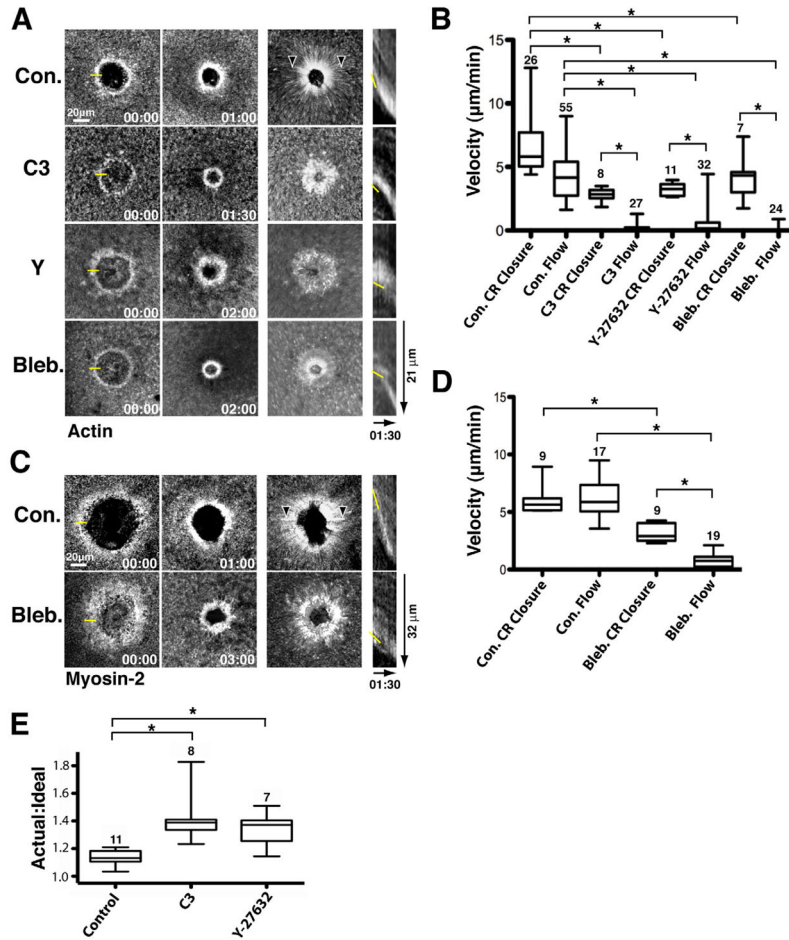 A
Con.
20µm
00:00
01:00
C3
00:00
01:30
Y
00:00
02:00
Bleb.
00:00
02:00
21 µm
01:30
Actin
B
Velocity (µm/min)
15
10
5
0
26
55
8
27
11
32
7
24
*
*
*
*
*
*
*
*
*
Con. CR Closure
Con. Flow
C3 CR Closure
C3 Flow
Y-27632 CR Closure
Y-27632 Flow
Bleb. CR Closure
Bleb. Flow
C
Con.
20µm
00:00
01:00
Bleb.
00:00
03:00
32 µm
01:30
Myosin-2
D
Velocity (µm/min)
15
10
5
0
9
17
9
19
*
*
*
Con. CR Closure
Con. Flow
Bleb. CR Closure
Bleb. Flow
E
Actual:Ideal
1.8
1.6
1.4
1.2
1.0
11
8
7
*
*
Control
C3
Y-27632